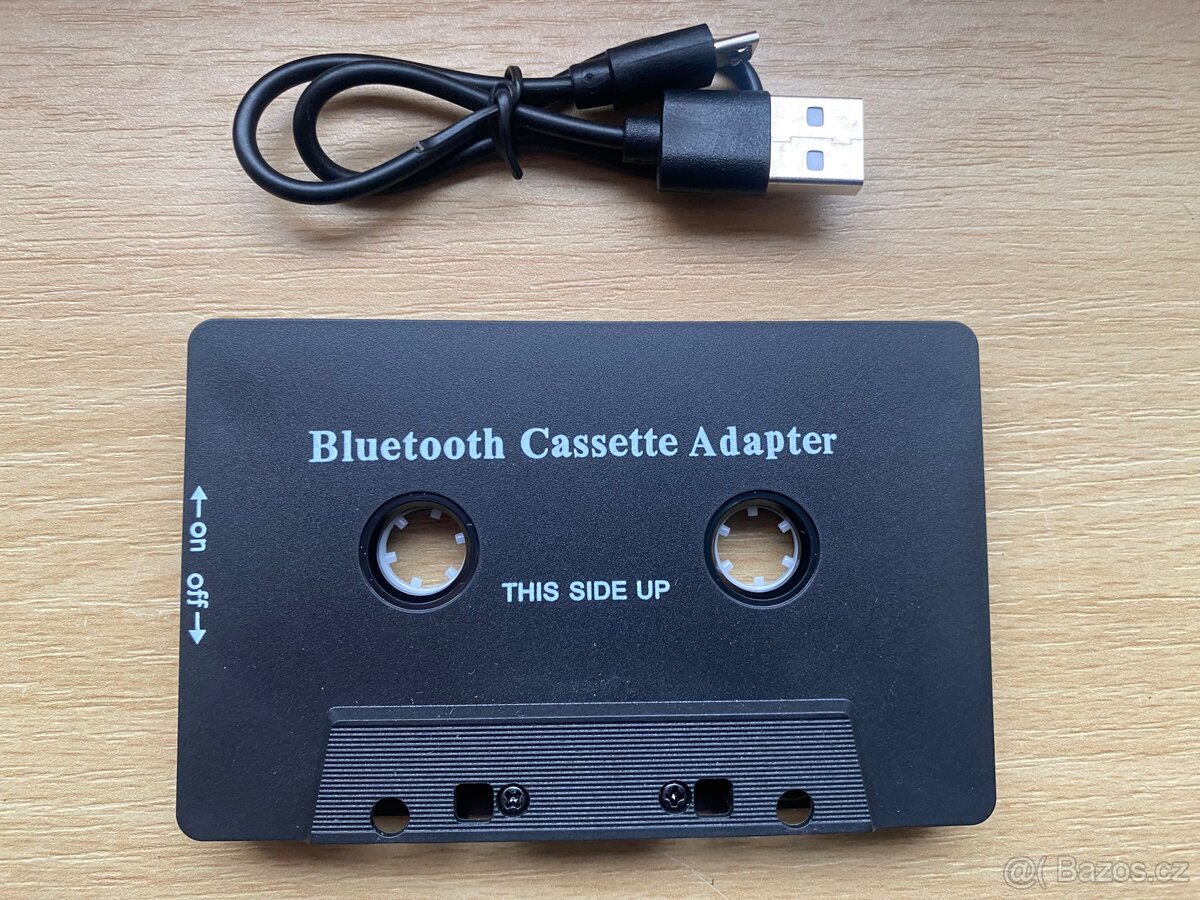 Bluetooth Cassette Adapter
←on off→
THIS SIDE UP
@( Bazos.cz